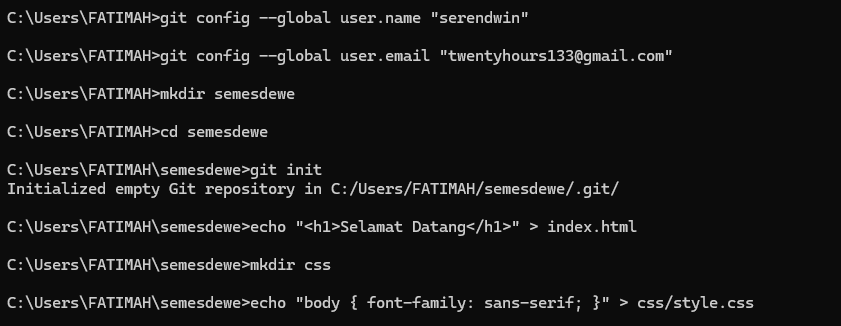 C:\Users\FATIMAH>git config --global user.name "serendwin"
C:\Users\FATIMAH>git config --global user.email "twentyhours133@gmail.com"
C:\Users\FATIMAH>mkdir semesdewe
C:\Users\FATIMAH>cd semesdewe
C:\Users\FATIMAH\semesdewe>git init
Initialized empty Git repository in C:/Users/FATIMAH/semesdewe/.git/
C:\Users\FATIMAH\semesdewe>echo "<h1>Selamat Datang</h1>" > index.html
C:\Users\FATIMAH\semesdewe>mkdir css
C:\Users\FATIMAH\semesdewe>echo "body { font-family: sans-serif; }" > css/style.css